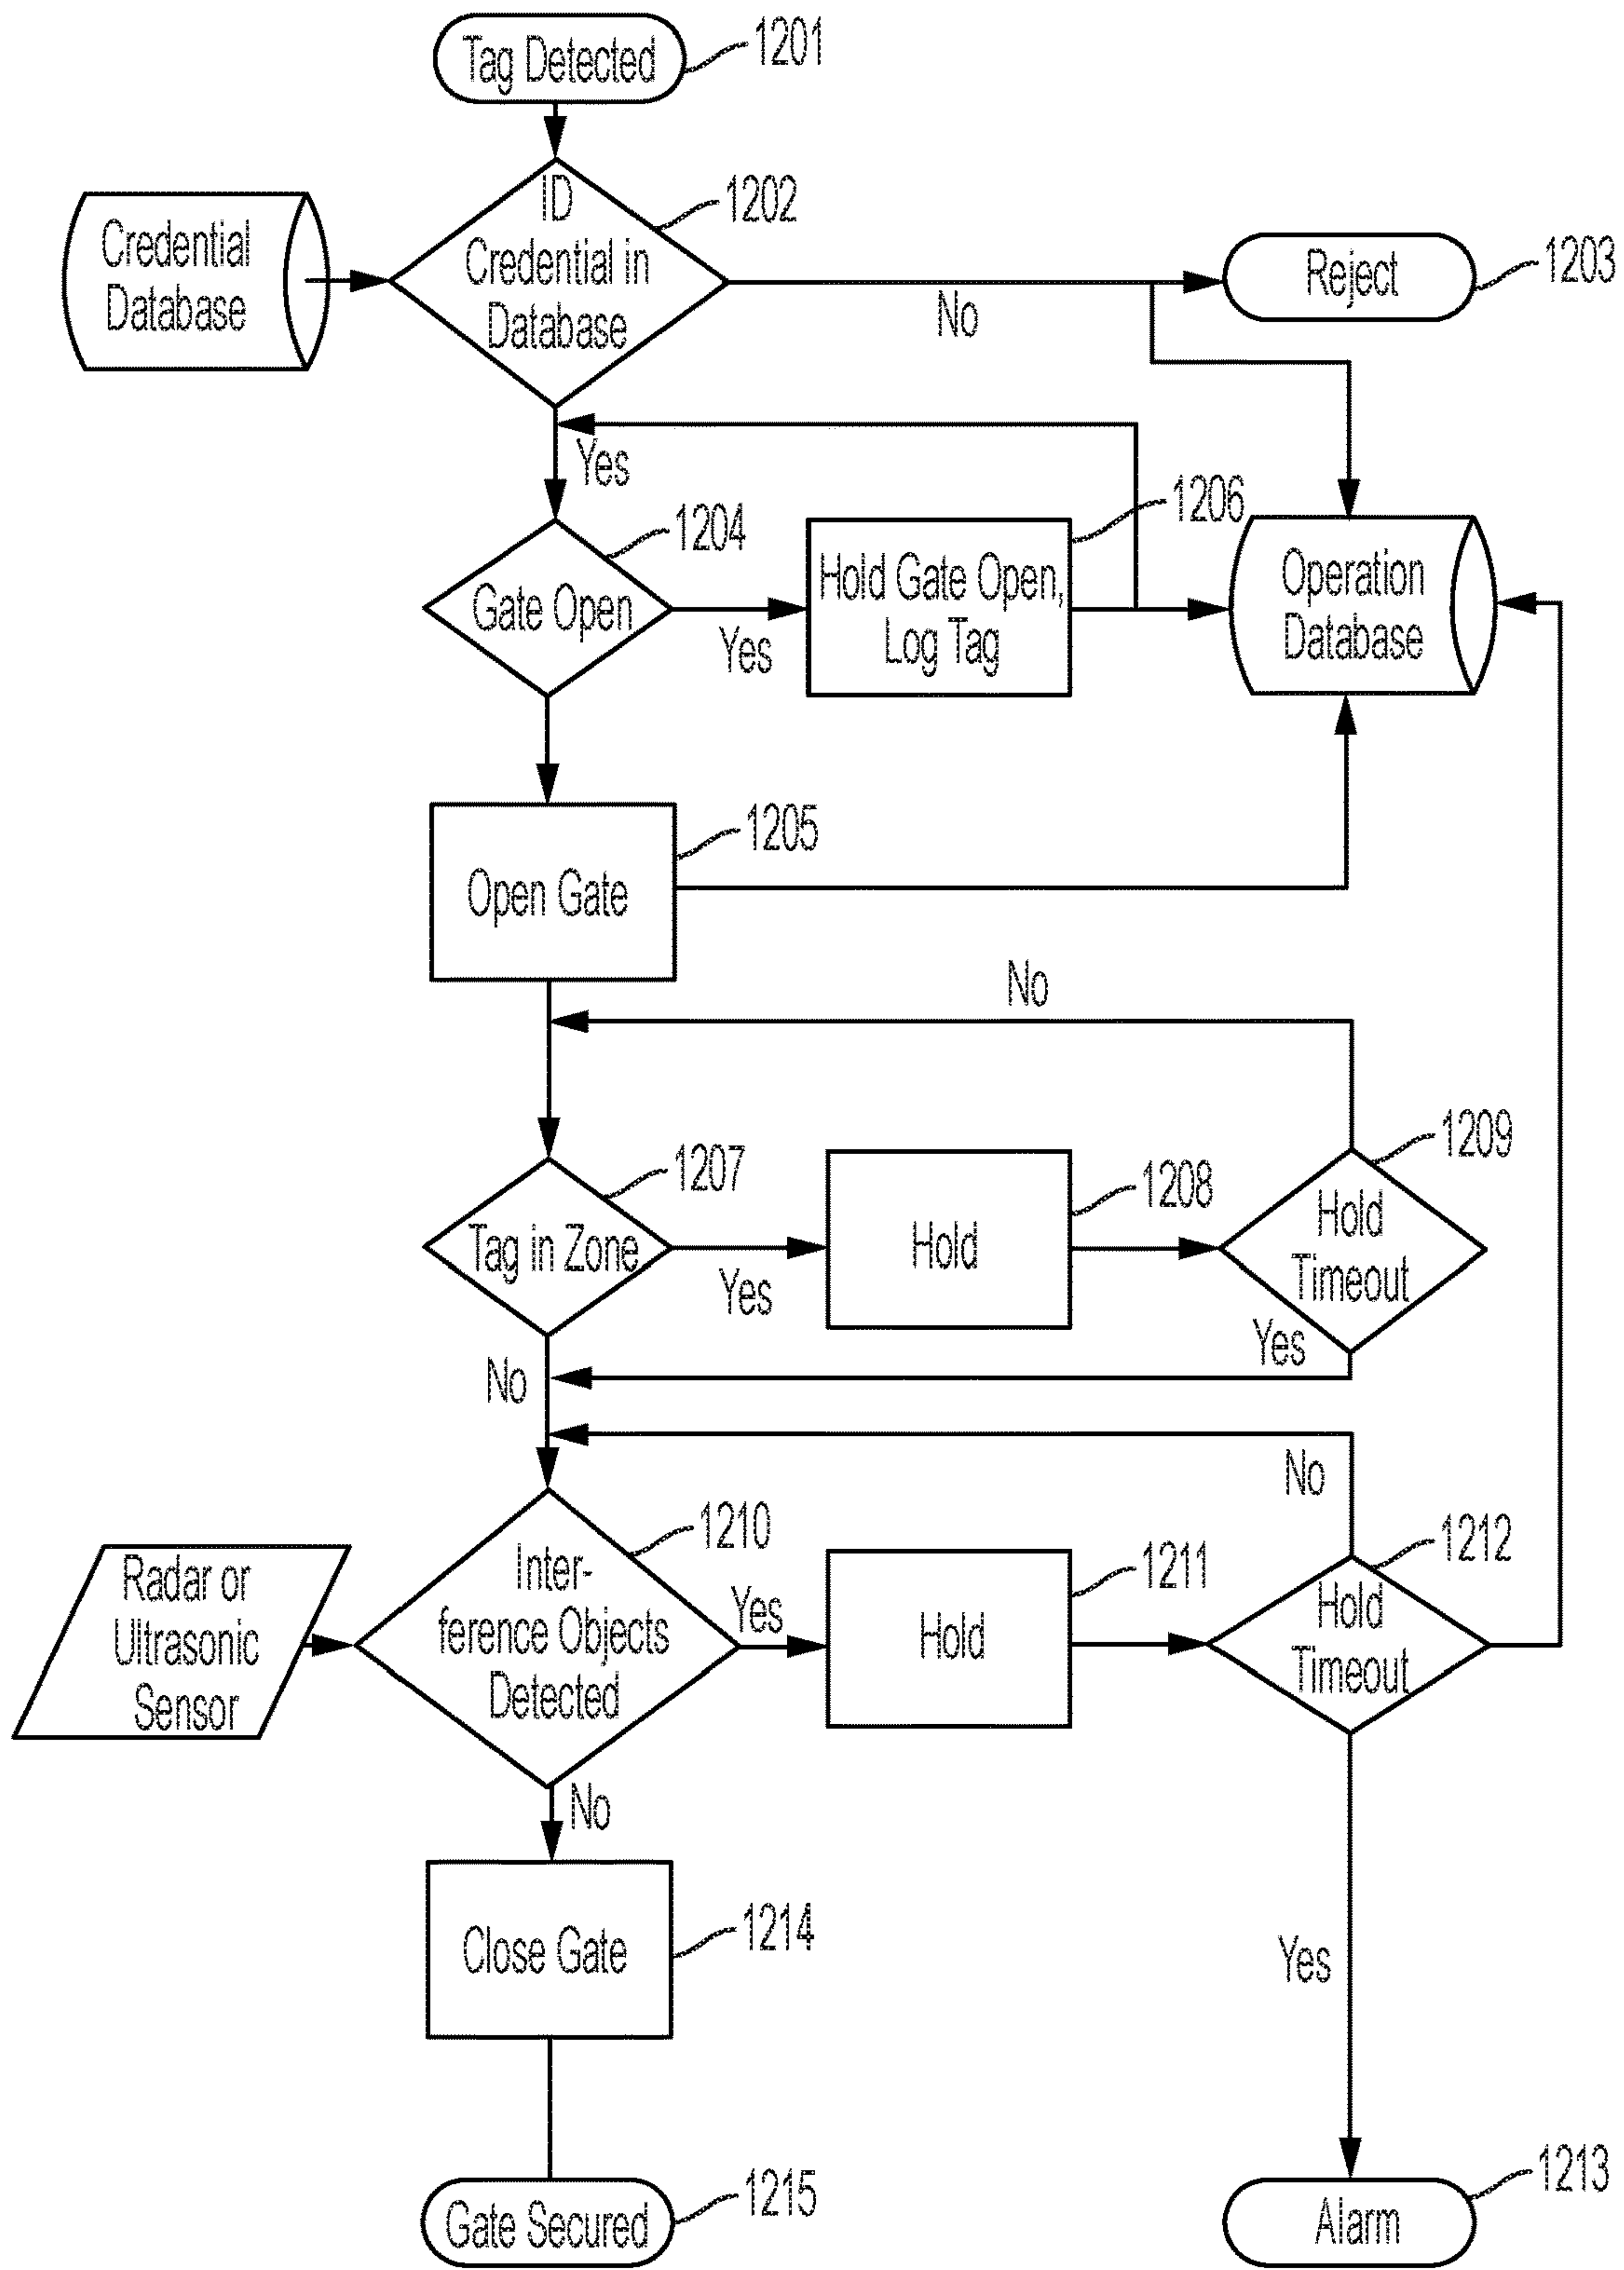 Tag Detected
1201
ID
Credential in
Database
1202
Credential
Database
No
Reject
1203
Yes
Gate Open
1204
Yes
Hold Gate Open,
Log Tag
1206
Operation
Database
Open Gate
1205
No
Tag in Zone
1207
Yes
Hold
1208
Hold
Timeout
1209
Yes
No
No
Radar or
Ultrasonic
Sensor
Inter-
ference Objects
Detected
1210
Yes
Hold
1211
Hold
Timeout
1212
No
Close Gate
1214
Yes
Gate Secured
1215
Alarm
1213